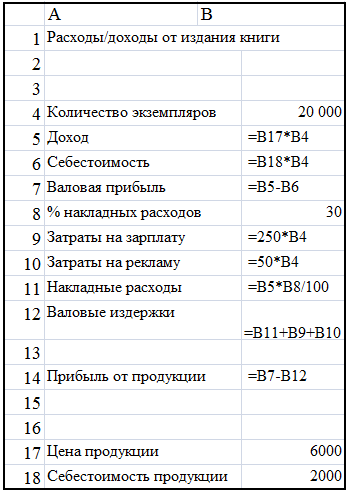 A B
1 Расходы/доходы от издания книги
2
3
4 Количество экземпляров 20 000
5 Доход =B17*B4
6 Себестоимость =B18*B4
7 Валовая прибыль =B5-B6
8 % накладных расходов 30
9 Затраты на зарплату =250*B4
10 Затраты на рекламу =50*B4
11 Накладные расходы =B5*B8/100
12 Валовые издержки =B11+B9+B10
13
14 Прибыль от продукции =B7-B12
15
16
17 Цена продукции 6000
18 Себестоимость продукции 2000